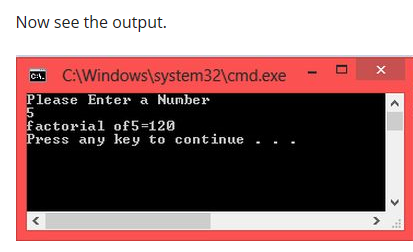 Now see the output.
C:\Windows\system32\cmd.exe
Please Enter a Number
5
factorial of5=120
Press any key to continue . . .